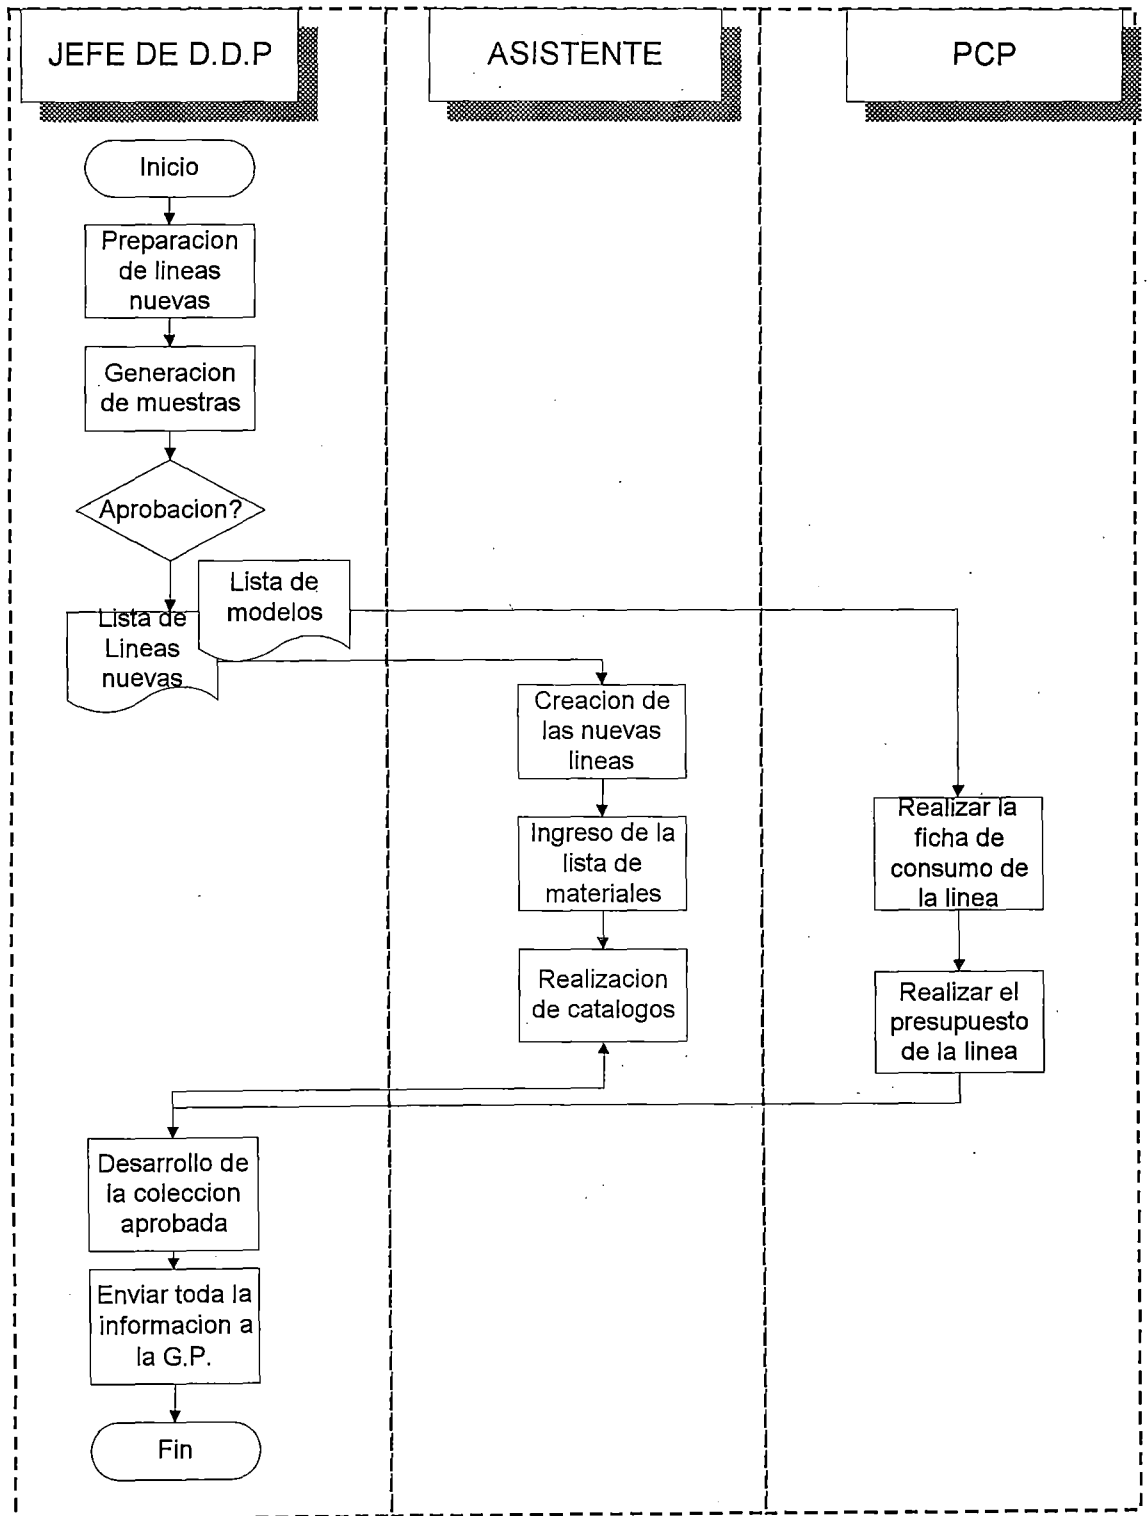 JEFE DE D.D.P
ASISTENTE
PCP
Inicio
Preparacion
de lineas
nuevas
Generacion
de muestras
Aprobacion?
Lista de
modelos
Lista de
Lineas
nuevas
Creacion de
las nuevas
lineas
Ingreso de la
lista de
materiales
Realizacion
de catalogos
Realizar la
ficha de
consumo de
la linea
Realizar el
presupuesto
de la linea
Desarrollo de
la coleccion
aprobada
Enviar toda la
informacion a
la G.P.
Fin